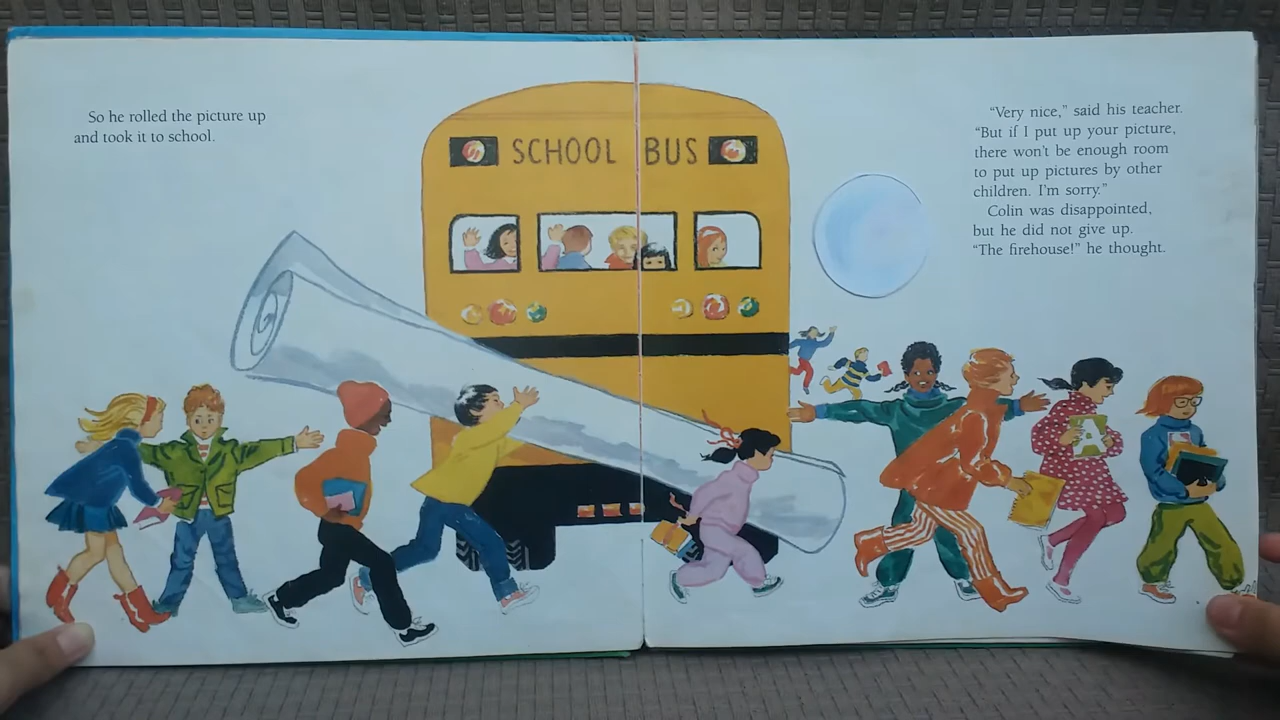 So he rolled the picture up
and took it to school.
SCHOOL BUS
“Very nice,” said his teacher.
“But if I put up your picture,
there won't be enough room
to put up pictures by other
children. I'm sorry.”
Colin was disappointed,
but he did not give up.
“The firehouse!” he thought.
A